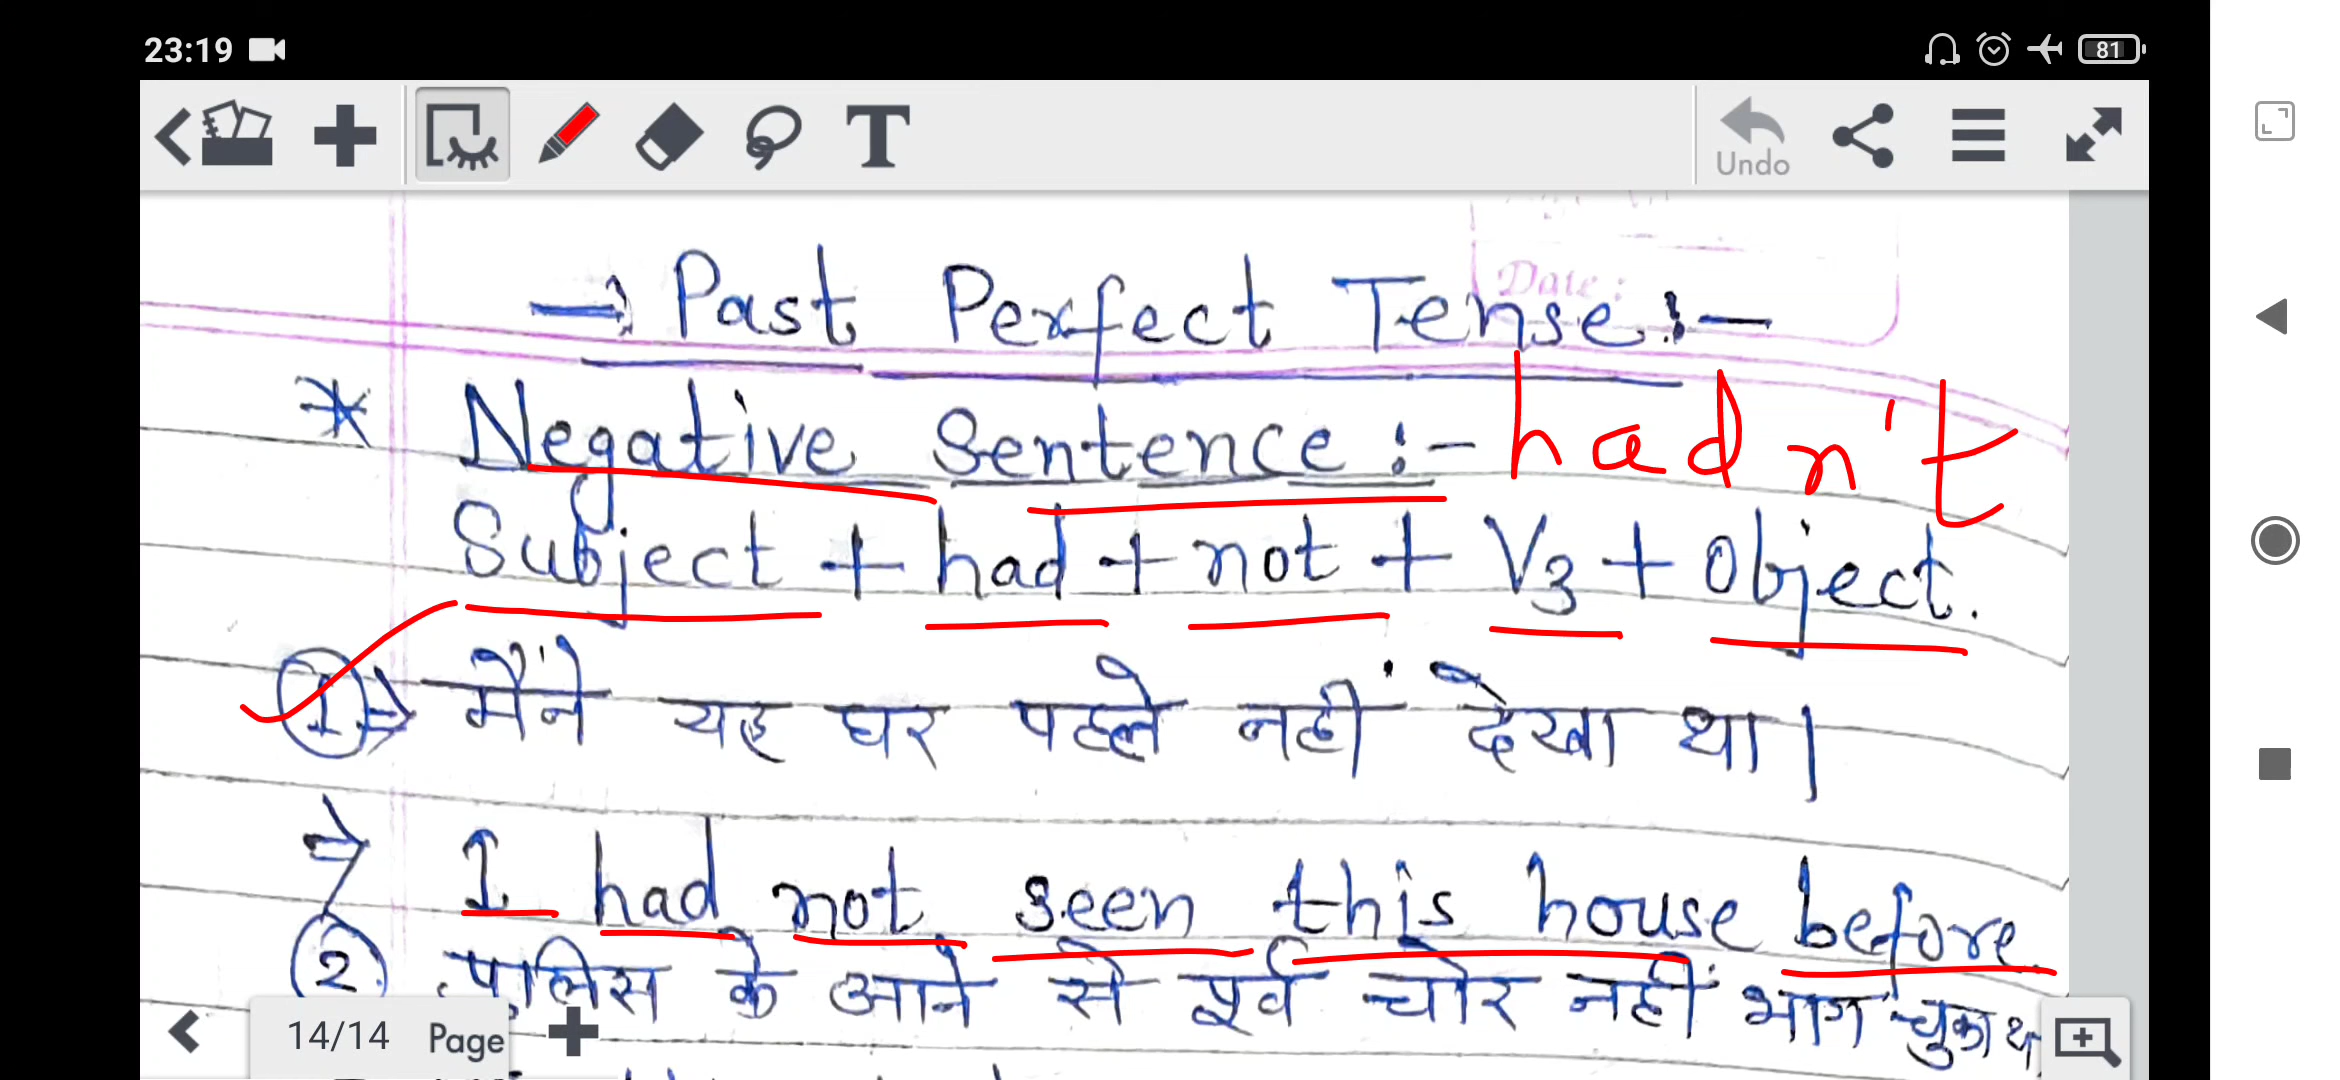 23:19
81
T
Undo
Date :
→ Past Perfect Tense :-
* Negative Sentence :- hadn't
Subject + had + not + V3 + Object.
1 → मैंने यह घर पहले नहीं देखा था।
→ I had not seen this house before.
2 पुलिस के आने से पूर्व चोर नहीं भाग चुका
14/14 Page